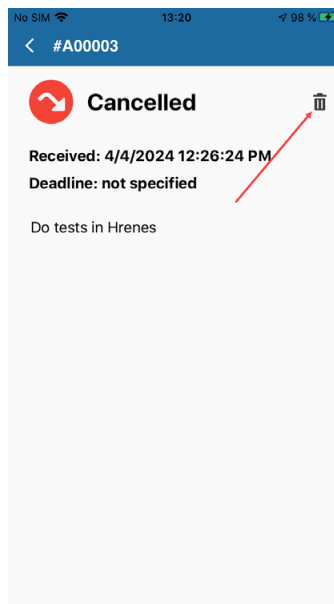 No SIM 13:20 98 %
#A00003
Cancelled
Received: 4/4/2024 12:26:24 PM
Deadline: not specified
Do tests in Hrenes